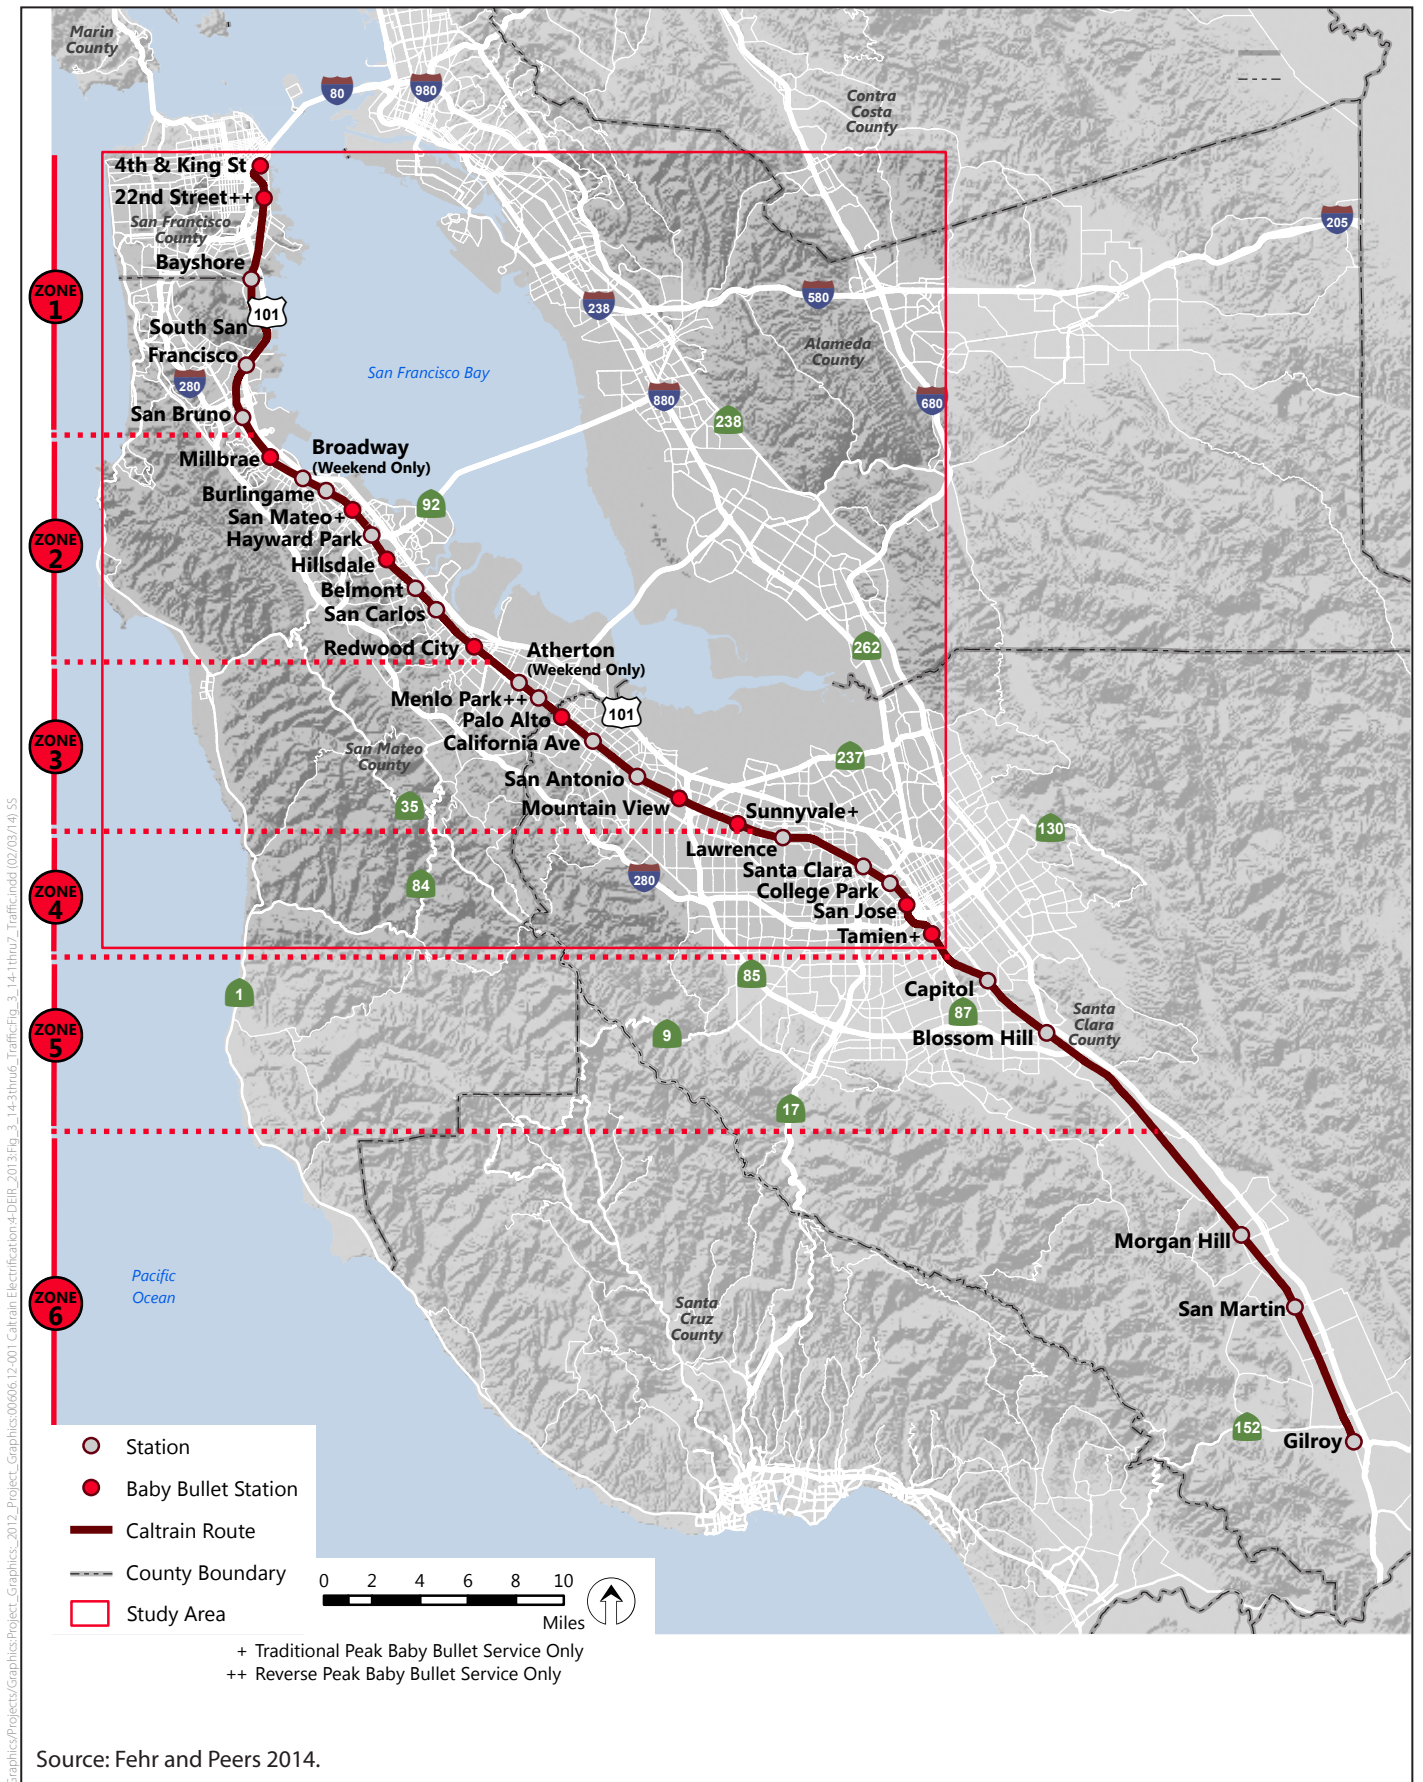 Marin
County
80
980
Contra
Costa
County
4th & King St
22nd Street++
San Francisco
County
205
Bayshore
ZONE
1
101
238
580
South San
Francisco
Alameda
County
San Francisco Bay
280
880
680
San Bruno
238
Millbrae
Broadway
(Weekend Only)
Burlingame
92
San Mateo+
Hayward Park
ZONE
2
Hillsdale
Belmont
San Carlos
Redwood City
Atherton
(Weekend Only)
262
Menlo Park++
Palo Alto
101
California Ave
ZONE
3
San Mateo
County
237
San Antonio
35
Mountain View
Sunnyvale+
130
Lawrence
Santa Clara
280
84
College Park
ZONE
4
San Jose
Tamien+
85
Capitol
1
87
Santa
Clara
County
ZONE
5
9
Blossom Hill
17
Morgan Hill
Pacific
Ocean
ZONE
6
Santa
Cruz
County
San Martin
152
Gilroy
Station
Baby Bullet Station
Caltrain Route
County Boundary
Study Area
0 2 4 6 8 10
Miles
+ Traditional Peak Baby Bullet Service Only
++ Reverse Peak Baby Bullet Service Only
Source: Fehr and Peers 2014.